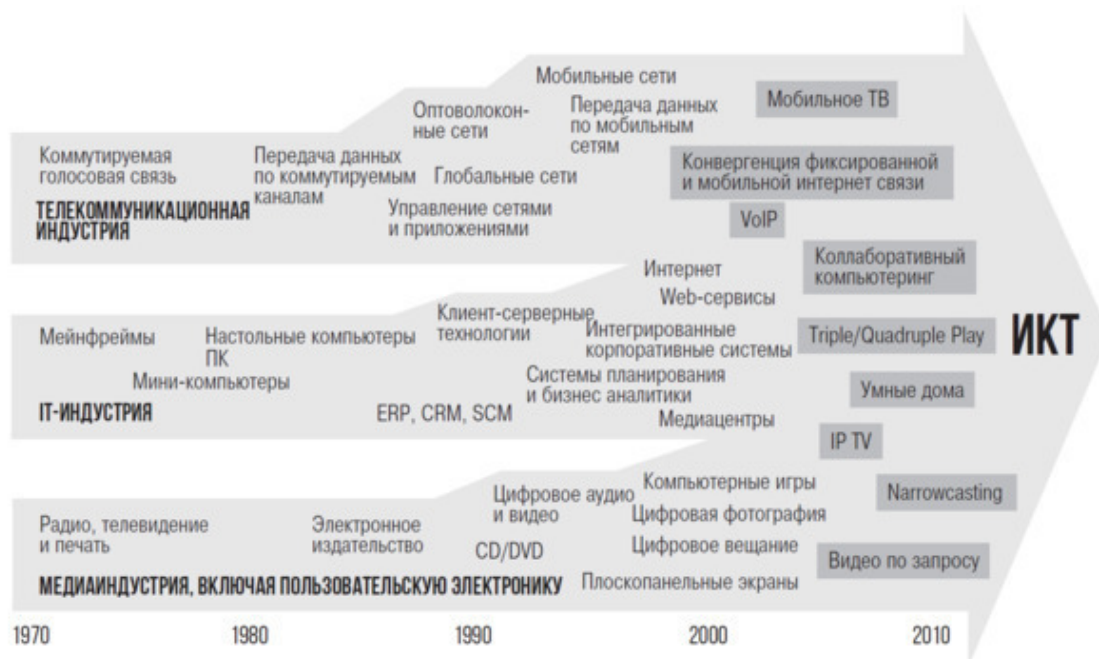 Мобильные сети
Мобильное ТВ
Оптоволокон-
ные сети
Передача данных
по мобильным
сетям
Коммутируемая
голосовая связь
Передача данных
по коммутируемым
каналам
Глобальные сети
Конвергенция фиксированной
и мобильной интернет связи
ТЕЛЕКОММУНИКАЦИОННАЯ
ИНДУСТРИЯ
Управление сетями
и приложениями
VoIP
Интернет
Коллаборативный
компьютеринг
Web-сервисы
Мейнфреймы
Настольные компьютеры
ПК
Клиент-серверные
технологии
Интегрированные
корпоративные системы
Triple/Quadruple Play
ИКТ
Мини-компьютеры
Системы планирования
и бизнес аналитики
Умные дома
IT-ИНДУСТРИЯ
ERP, CRM, SCM
Медиацентры
IP TV
Компьютерные игры
Narrowcasting
Цифровое аудио
и видео
Цифровая фотография
Радио, телевидение
и печать
Электронное
издательство
CD/DVD
Цифровое вещание
Видео по запросу
МЕДИАИНДУСТРИЯ, ВКЛЮЧАЯ ПОЛЬЗОВАТЕЛЬСКУЮ ЭЛЕКТРОНИКУ
Плоскопанельные экраны
1970
1980
1990
2000
2010